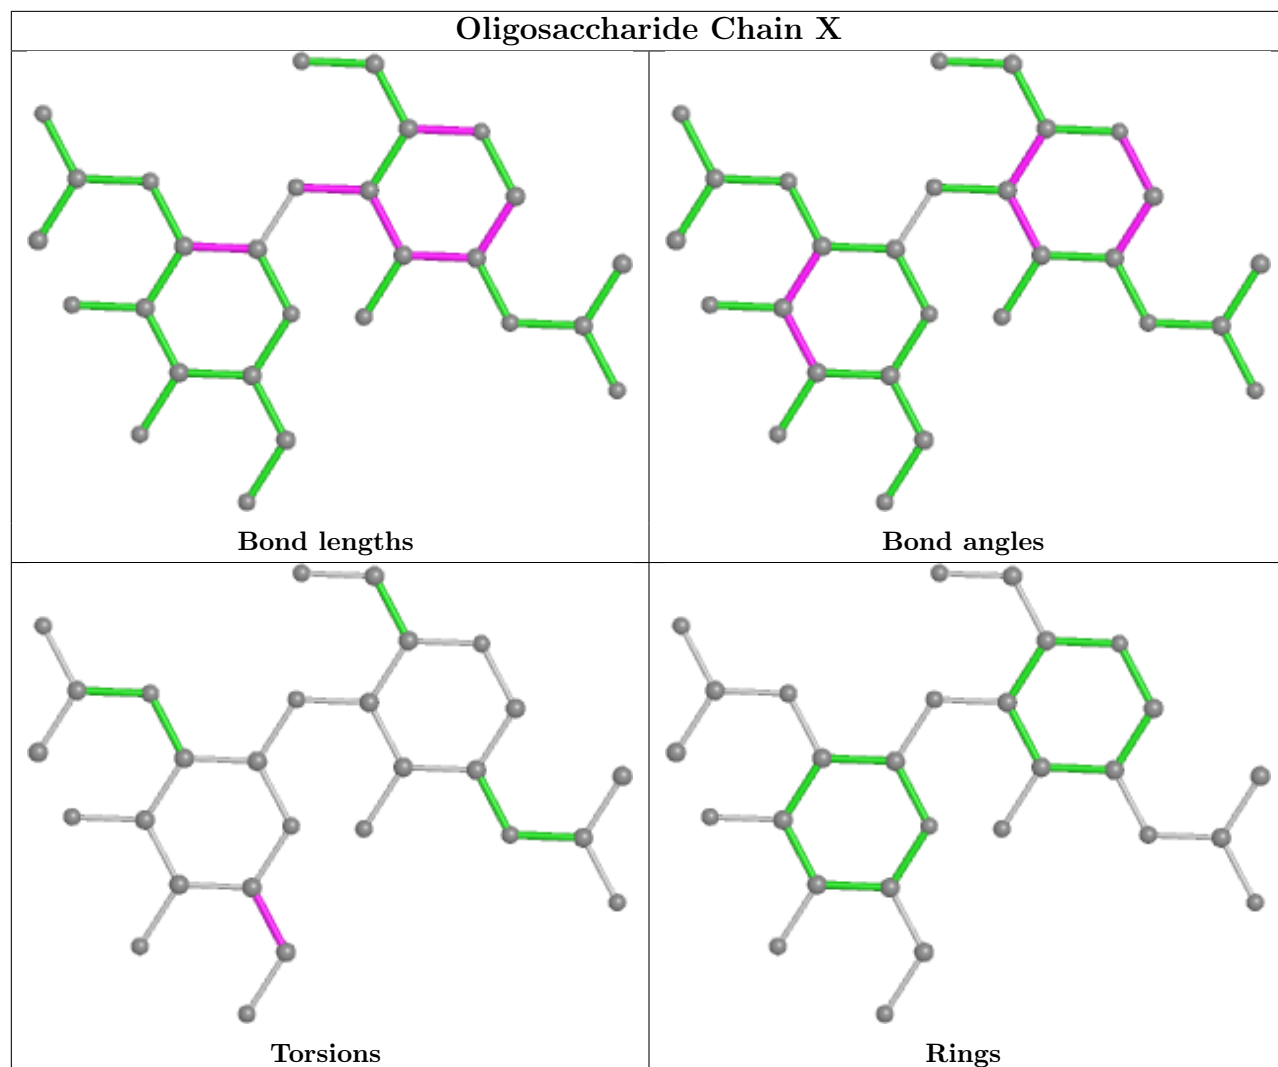 Oligosaccharide Chain X
Bond lengths
Bond angles
Torsions
Rings